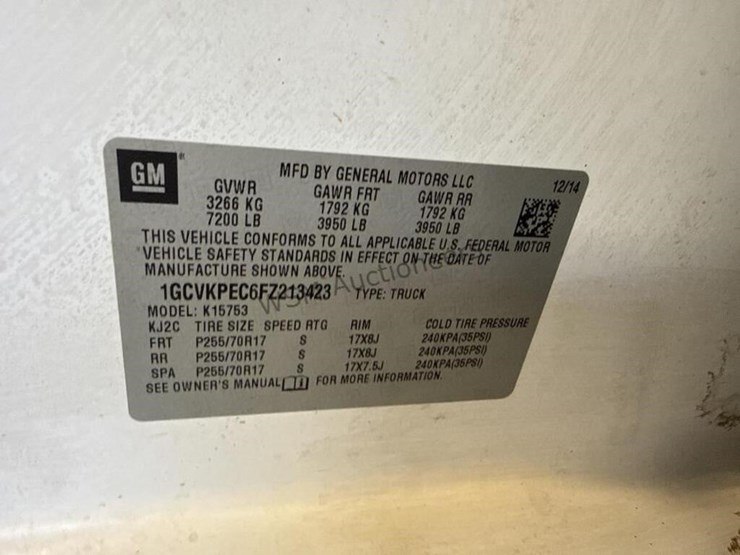 GM
MFD BY GENERAL MOTORS LLC 12/14
GVWR GAWR FRT GAWR RR
3266 KG 1792 KG 1792 KG
7200 LB 3950 LB 3950 LB
THIS VEHICLE CONFORMS TO ALL APPLICABLE U.S. FEDERAL MOTOR
VEHICLE SAFETY STANDARDS IN EFFECT ON THE DATE OF
MANUFACTURE SHOWN ABOVE.
1GCVKPEC6FZ213423 TYPE: TRUCK
MODEL: K15753
KJ2C TIRE SIZE SPEED RTG RIM COLD TIRE PRESSURE
FRT P255/70R17 S 17X8J 240KPA(35PSI)
RR P255/70R17 S 17X8J 240KPA(35PSI)
SPA P255/70R17 S 17X7.5J 240KPA(35PSI)
SEE OWNER'S MANUAL FOR MORE INFORMATION.